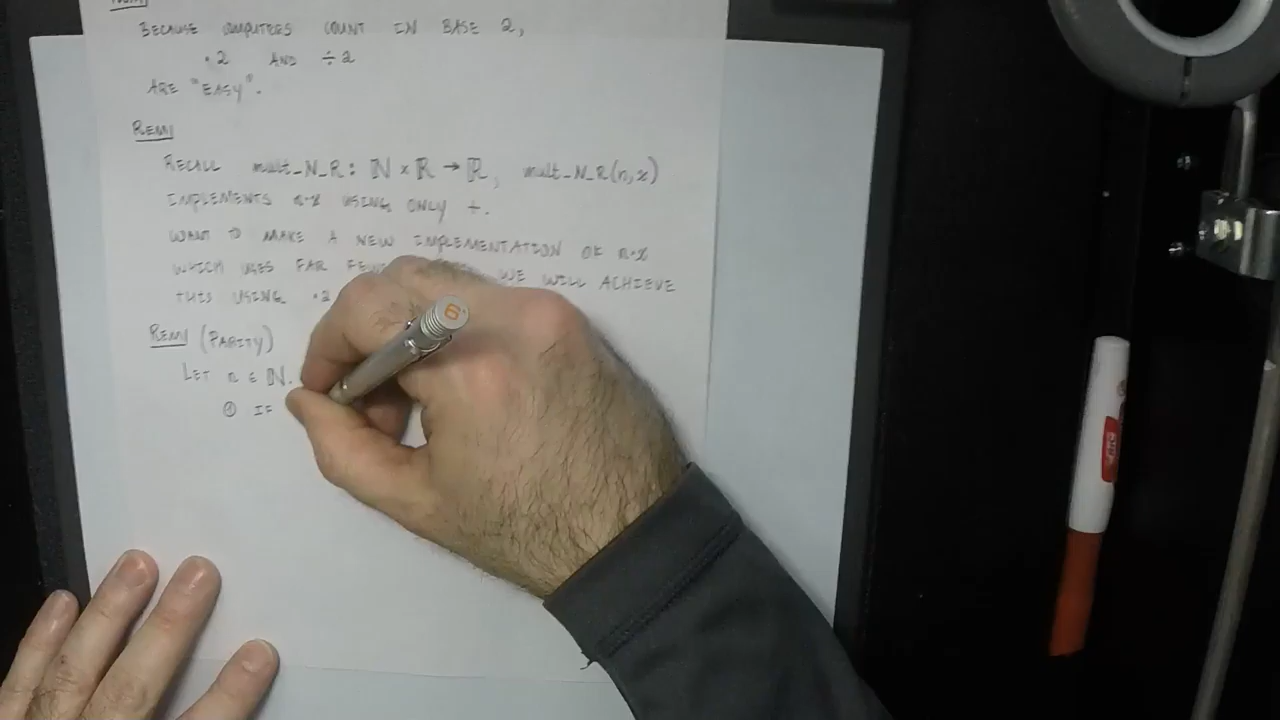 BECAUSE COMPUTERS COUNT IN BASE 2,
·2 AND ÷2
ARE "EASY".
REM|
RECALL mult_N_R: ℕ × ℝ → ℝ, mult_N_R(n,x)
IMPLEMENTS n·x USING ONLY +.
WANT TO MAKE A NEW IMPLEMENTATION OF n·x
WHICH USES FAR WE WILL ACHIEVE
THIS USING ·2
REM| (PARITY)
LET n ∈ ℕ.
① IF
BIC